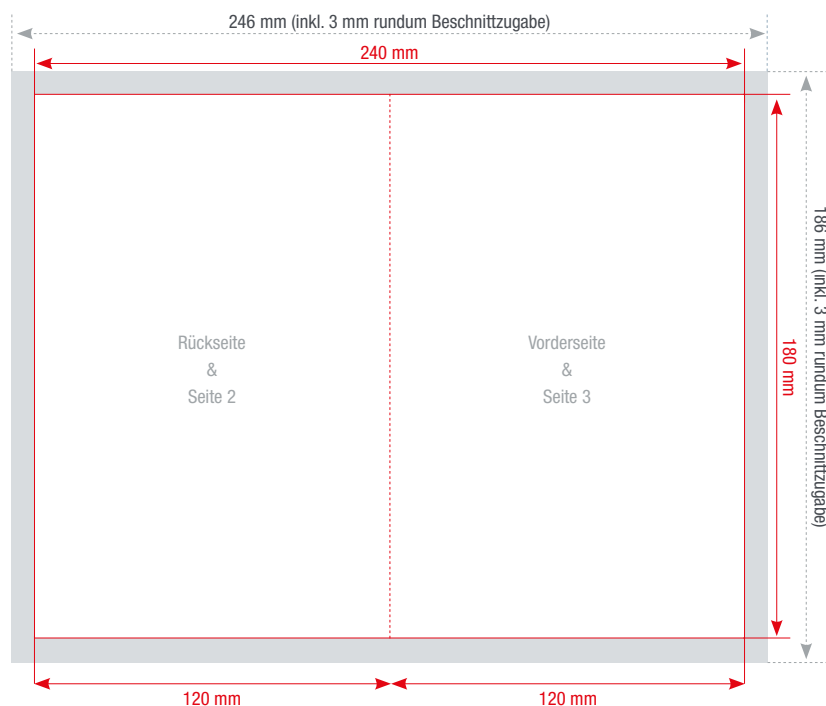 246 mm (inkl. 3 mm rundum Beschnittzugabe)
240 mm
Rückseite
&
Seite 2
Vorderseite
&
Seite 3
180 mm
186 mm (inkl. 3 mm rundum Beschnittzugabe)
120 mm
120 mm